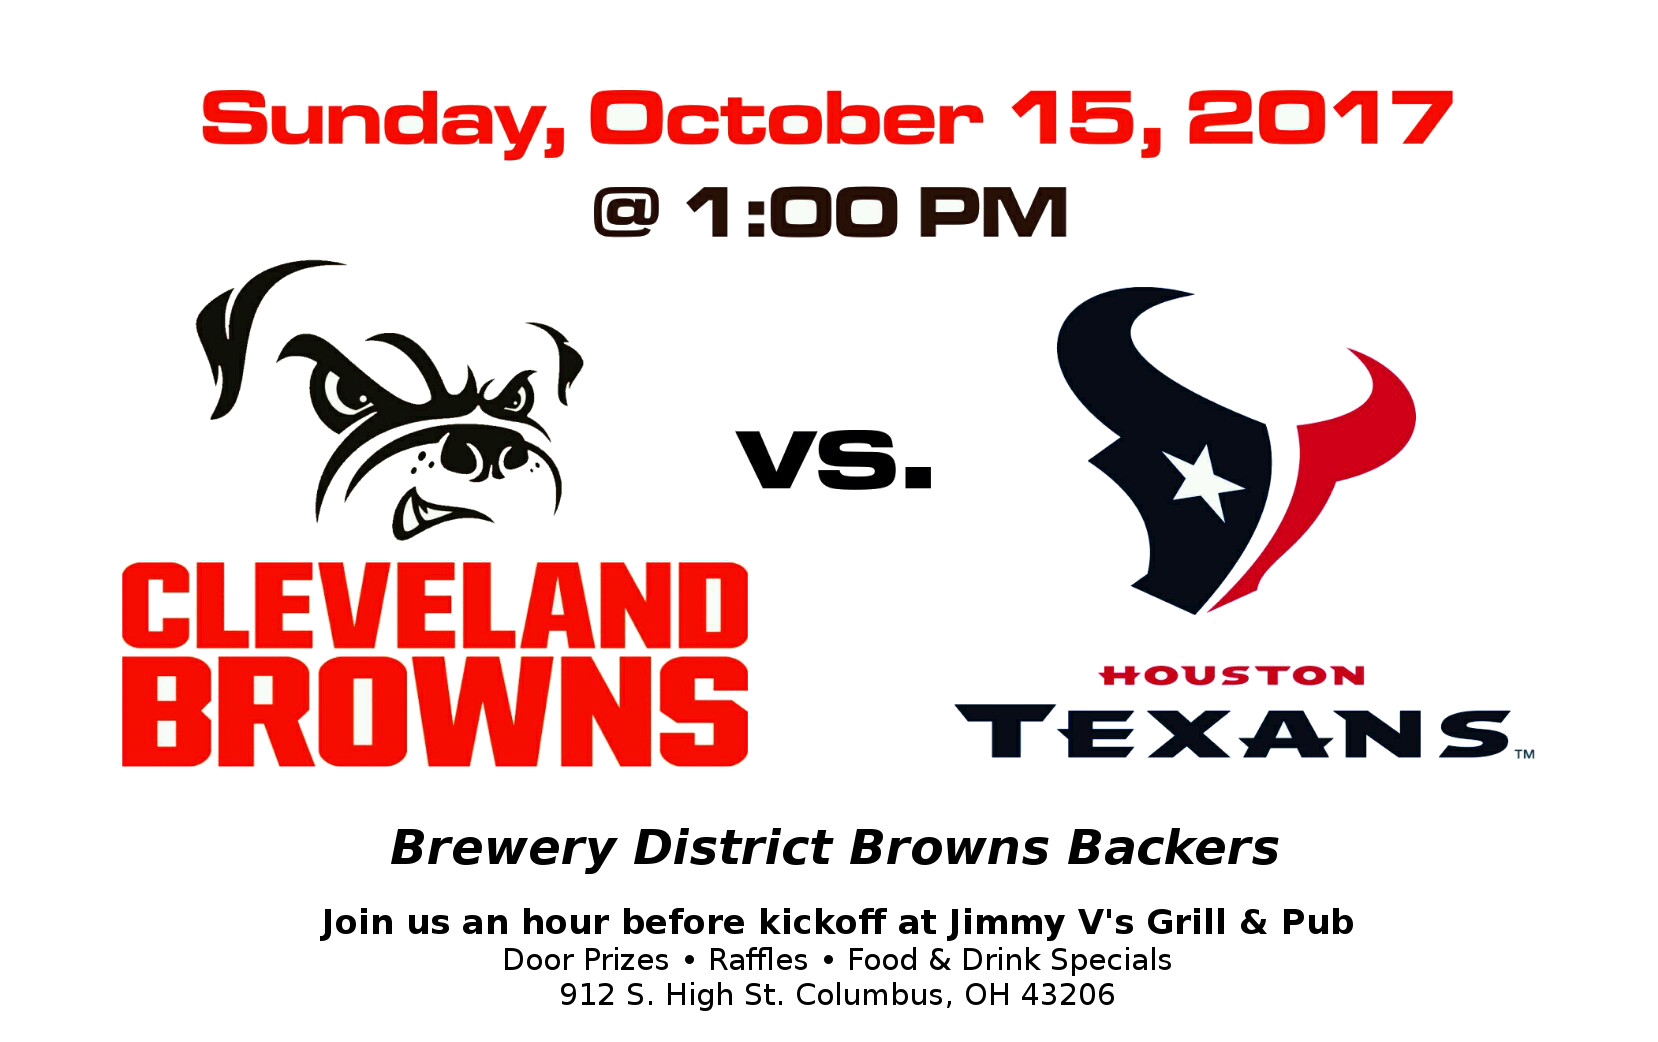 Sunday, October 15, 2017
@ 1:00 PM
vs.
CLEVELAND
BROWNS
HOUSTON
TEXANS™
Brewery District Browns Backers
Join us an hour before kickoff at Jimmy V's Grill & Pub
Door Prizes • Raffles • Food & Drink Specials
912 S. High St. Columbus, OH 43206